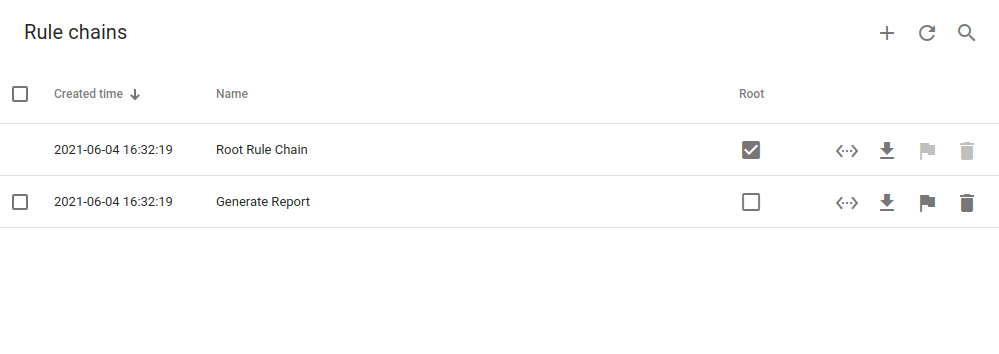 Rule chains
Created time Name Root
2021-06-04 16:32:19 Root Rule Chain
2021-06-04 16:32:19 Generate Report